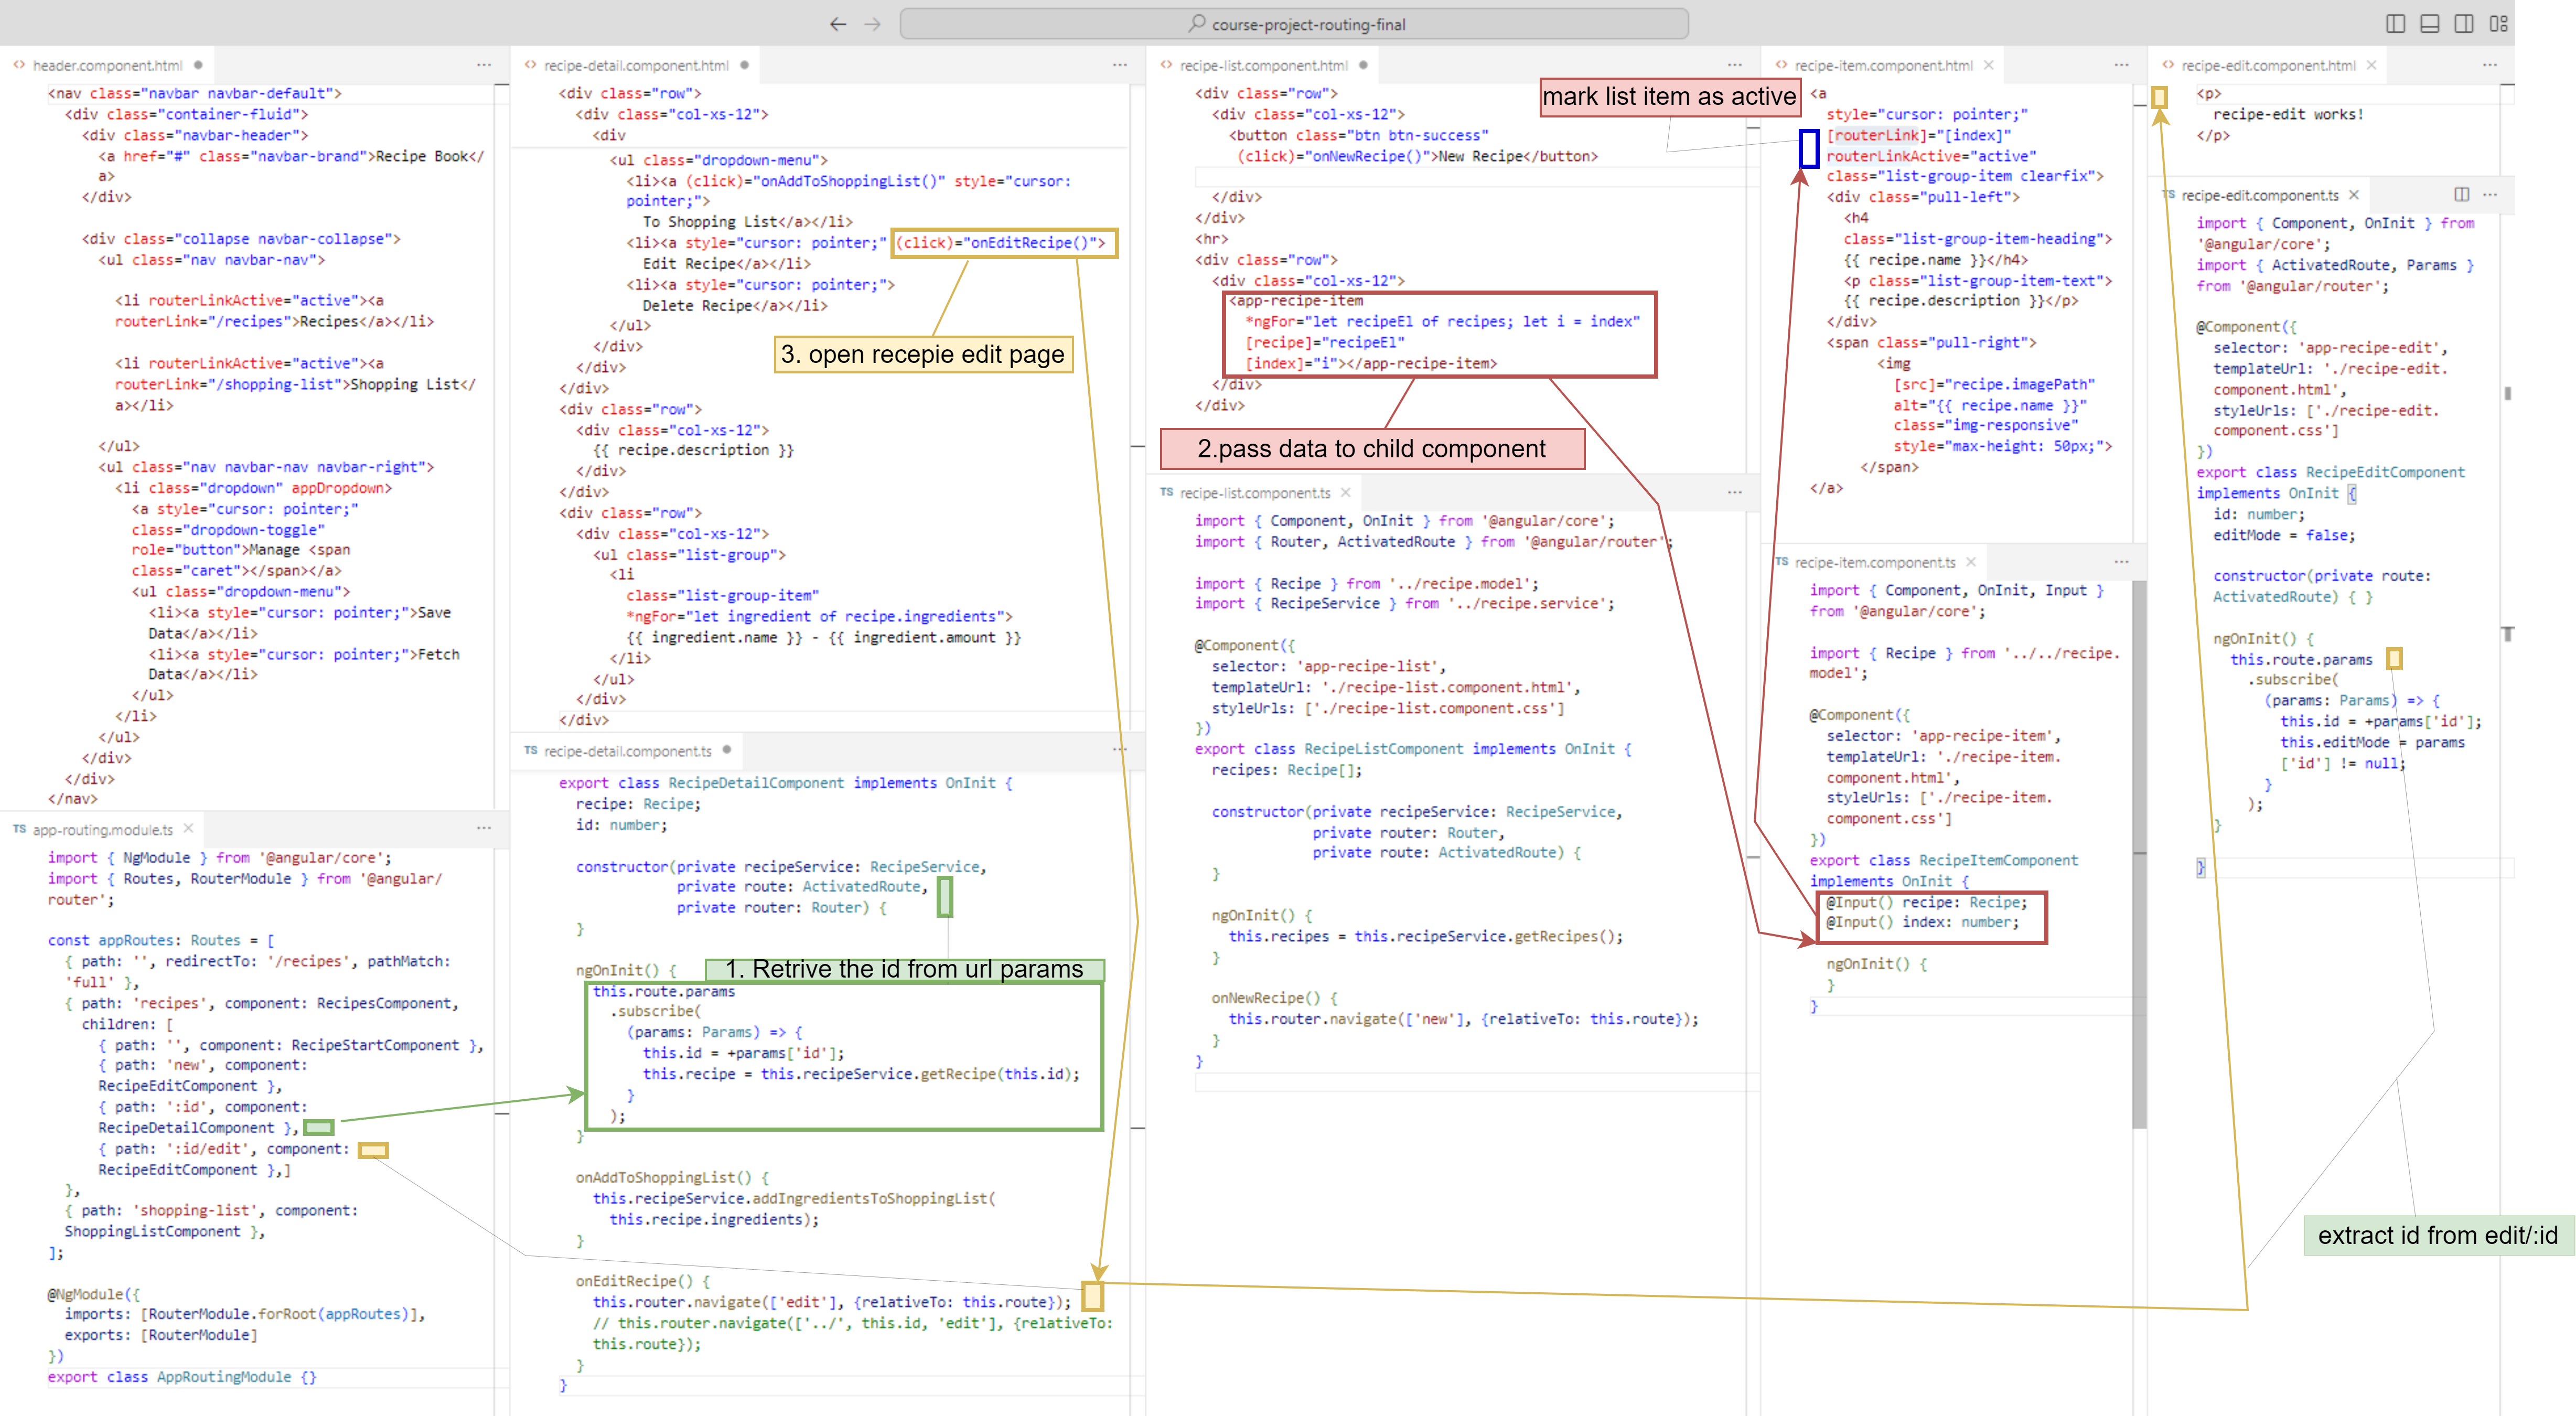 course-project-routing-final
header.component.html
<nav class="navbar navbar-default">
<div class="container-fluid">
<div class="navbar-header">
<a href="#" class="navbar-brand">Recipe Book</
a>
</div>
<div class="collapse navbar-collapse">
<ul class="nav navbar-nav">
<li routerLinkActive="active"><a
routerLink="/recipes">Recipes</a></li>
<li routerLinkActive="active"><a
routerLink="/shopping-list">Shopping List</
a></li>
</ul>
<ul class="nav navbar-nav navbar-right">
<li class="dropdown" appDropdown>
<a style="cursor: pointer;"
class="dropdown-toggle"
role="button">Manage <span
class="caret"></span></a>
<ul class="dropdown-menu">
<li><a style="cursor: pointer;">Save
Data</a></li>
<li><a style="cursor: pointer;">Fetch
Data</a></li>
</ul>
</li>
</ul>
</div>
</div>
</nav>
TS app-routing.module.ts
import { NgModule } from '@angular/core';
import { Routes, RouterModule } from '@angular/
router';
const appRoutes: Routes = [
{ path: '', redirectTo: '/recipes', pathMatch:
'full' },
{ path: 'recipes', component: RecipesComponent,
children: [
{ path: '', component: RecipeStartComponent },
{ path: 'new', component:
RecipeEditComponent },
{ path: ':id', component:
RecipeDetailComponent },
{ path: ':id/edit', component:
RecipeEditComponent },]
},
{ path: 'shopping-list', component:
ShoppingListComponent },
];
@NgModule({
imports: [RouterModule.forRoot(appRoutes)],
exports: [RouterModule]
})
export class AppRoutingModule {}
recipe-detail.component.html
<div class="row">
<div class="col-xs-12">
<div
<ul class="dropdown-menu">
<li><a (click)="onAddToShoppingList()" style="cursor:
pointer;">
To Shopping List</a></li>
<li><a style="cursor: pointer;" (click)="onEditRecipe()">
Edit Recipe</a></li>
<li><a style="cursor: pointer;">
Delete Recipe</a></li>
</ul>
</div>
</div>
</div>
3. open recepie edit page
<div class="row">
<div class="col-xs-12">
{{ recipe.description }}
</div>
</div>
<div class="row">
<div class="col-xs-12">
<ul class="list-group">
<li
class="list-group-item"
*ngFor="let ingredient of recipe.ingredients">
{{ ingredient.name }} - {{ ingredient.amount }}
</li>
</ul>
</div>
</div>
TS recipe-detail.component.ts
export class RecipeDetailComponent implements OnInit {
recipe: Recipe;
id: number;
constructor(private recipeService: RecipeService,
private route: ActivatedRoute,
private router: Router) {
}
ngOnInit() {
1. Retrive the id from url params
this.route.params
.subscribe(
(params: Params) => {
this.id = +params['id'];
this.recipe = this.recipeService.getRecipe(this.id);
}
);
}
onAddToShoppingList() {
this.recipeService.addIngredientsToShoppingList(
this.recipe.ingredients);
}
onEditRecipe() {
this.router.navigate(['edit'], {relativeTo: this.route});
// this.router.navigate(['../', this.id, 'edit'], {relativeTo:
this.route});
}
}
recipe-list.component.html
<div class="row">
<div class="col-xs-12">
<button class="btn btn-success"
(click)="onNewRecipe()">New Recipe</button>
</div>
</div>
<hr>
<div class="row">
<div class="col-xs-12">
<app-recipe-item
*ngFor="let recipeEl of recipes; let i = index"
[recipe]="recipeEl"
[index]="i"></app-recipe-item>
</div>
</div>
2.pass data to child component
TS recipe-list.component.ts
import { Component, OnInit } from '@angular/core';
import { Router, ActivatedRoute } from '@angular/router';
import { Recipe } from '../recipe.model';
import { RecipeService } from '../recipe.service';
@Component({
selector: 'app-recipe-list',
templateUrl: './recipe-list.component.html',
styleUrls: ['./recipe-list.component.css']
})
export class RecipeListComponent implements OnInit {
recipes: Recipe[];
constructor(private recipeService: RecipeService,
private router: Router,
private route: ActivatedRoute) {
}
ngOnInit() {
this.recipes = this.recipeService.getRecipes();
}
onNewRecipe() {
this.router.navigate(['new'], {relativeTo: this.route});
}
}
recipe-item.component.html
mark list item as active
<a
style="cursor: pointer;"
[routerLink]="[index]"
routerLinkActive="active"
class="list-group-item clearfix">
<div class="pull-left">
<h4
class="list-group-item-heading">
{{ recipe.name }}</h4>
<p class="list-group-item-text">
{{ recipe.description }}</p>
</div>
<span class="pull-right">
<img
[src]="recipe.imagePath"
alt="{{ recipe.name }}"
class="img-responsive"
style="max-height: 50px;">
</span>
</a>
TS recipe-item.component.ts
import { Component, OnInit, Input }
from '@angular/core';
import { Recipe } from '../../recipe.
model';
@Component({
selector: 'app-recipe-item',
templateUrl: './recipe-item.
component.html',
styleUrls: ['./recipe-item.
component.css']
})
export class RecipeItemComponent
implements OnInit {
@Input() recipe: Recipe;
@Input() index: number;
ngOnInit() {
}
}
recipe-edit.component.html
<p>
recipe-edit works!
</p>
TS recipe-edit.component.ts
import { Component, OnInit } from
'@angular/core';
import { ActivatedRoute, Params }
from '@angular/router';
@Component({
selector: 'app-recipe-edit',
templateUrl: './recipe-edit.
component.html',
styleUrls: ['./recipe-edit.
component.css']
})
export class RecipeEditComponent
implements OnInit {
id: number;
editMode = false;
constructor(private route:
ActivatedRoute) { }
ngOnInit() {
this.route.params
.subscribe(
(params: Params) => {
this.id = +params['id'];
this.editMode = params
['id'] != null;
}
);
}
}
extract id from edit/:id